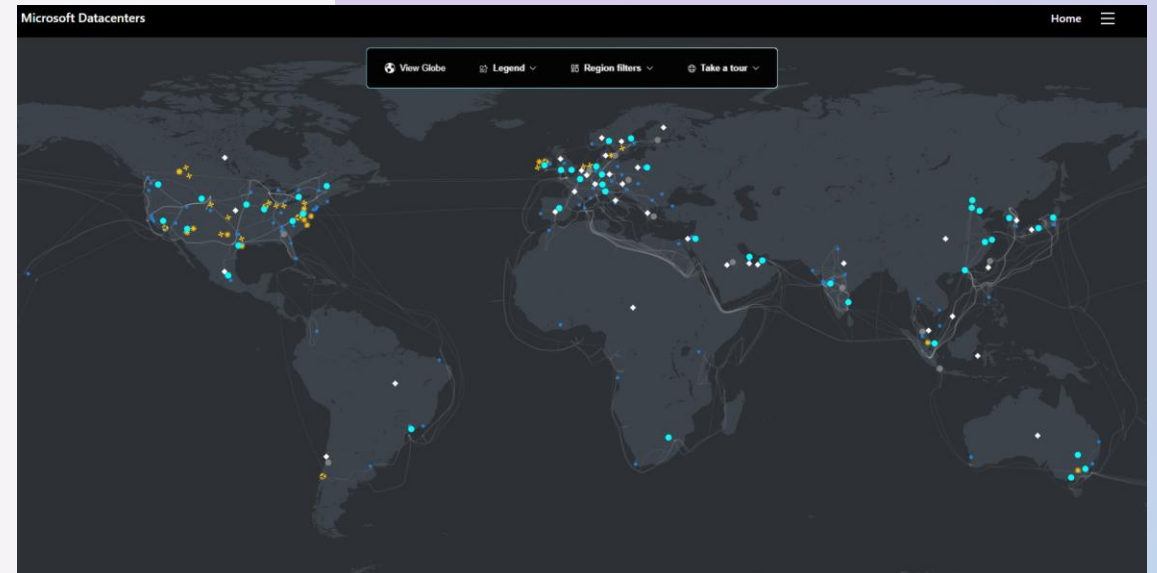 Microsoft Datacenters
Home
View Globe
Legend
Region filters
Take a tour